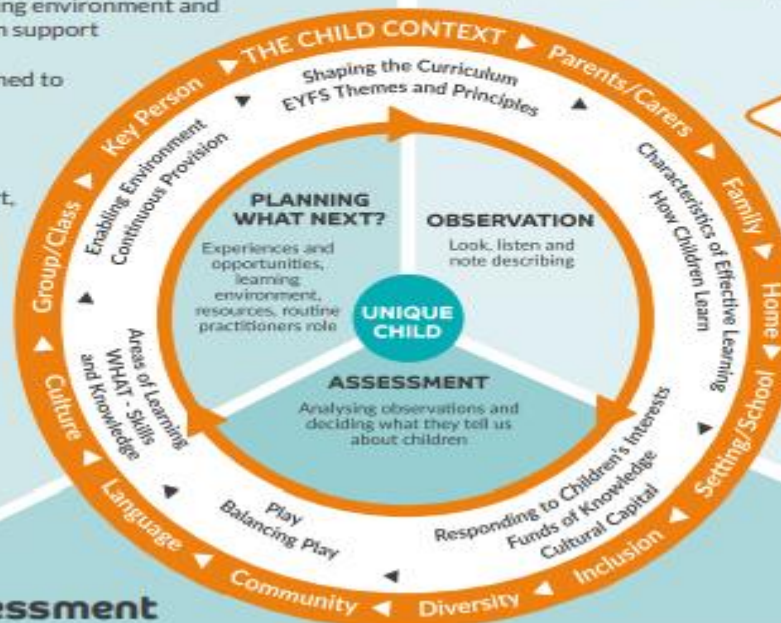 ing environment and
n support
ned to
t,
THE CHILD CONTEXT
Parents/Carers
Family
Home
Setting/School
Inclusion
Diversity
Community
Language
Culture
Group/Class
Key Person
Shaping the Curriculum
EYFS Themes and Principles
Characteristics of Effective Learning
How Children Learn
Responding to Children's Interests
Funds of Knowledge
Cultural Capital
Play
Balancing Play
Areas of Learning
WHAT - Skills
and Knowledge
Enabling Environment
Continuous Provision
PLANNING
WHAT NEXT?
Experiences and
opportunities,
learning
environment,
resources, routine
practitioners role
OBSERVATION
Look, listen and
note describing
UNIQUE
CHILD
ASSESSMENT
Analysing observations and
deciding what they tell us
about children
essment